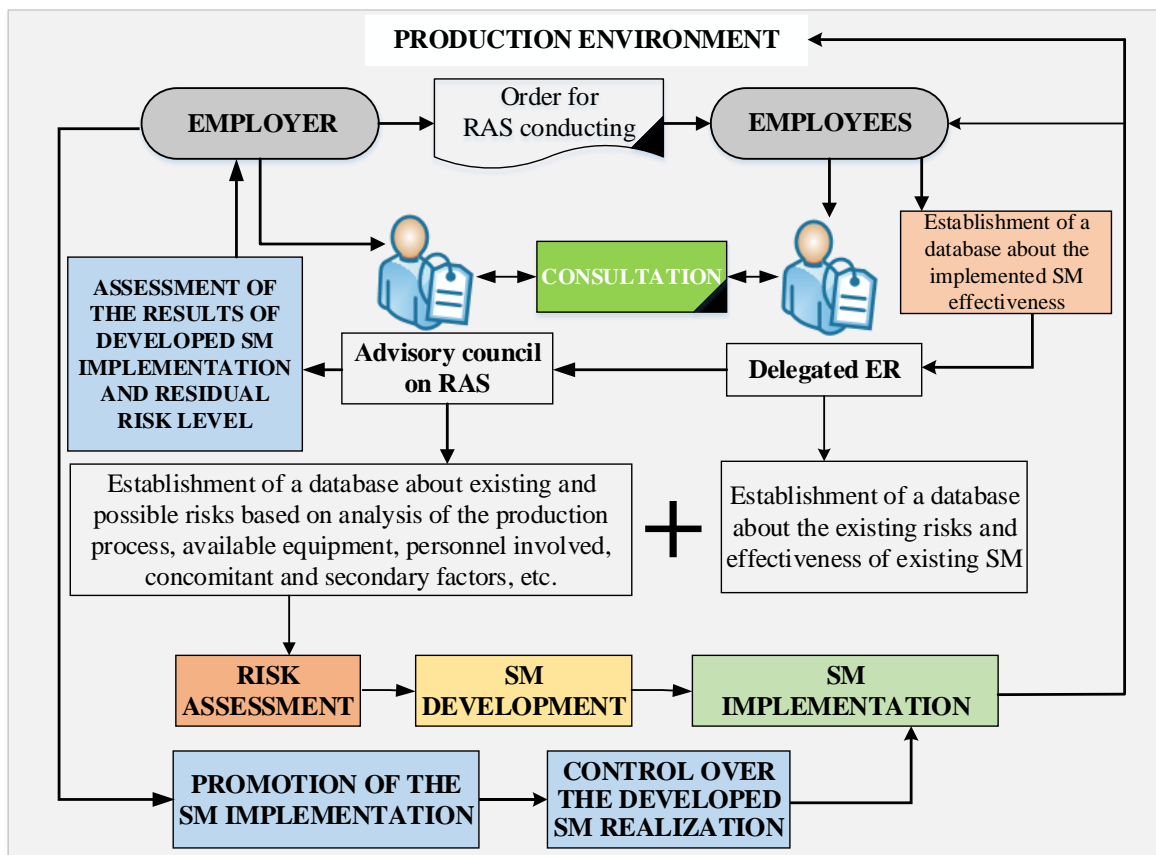 PRODUCTION ENVIRONMENT
EMPLOYER
Order for
RAS conducting
EMPLOYEES
Establishment of a
database about the
implemented SM
effectiveness
CONSULTATION
ASSESSMENT OF
THE RESULTS OF
DEVELOPED SM
IMPLEMENTATION
AND RESIDUAL
RISK LEVEL
Advisory council
on RAS
Delegated ER
Establishment of a database about existing and
possible risks based on analysis of the production
process, available equipment, personnel involved,
concomitant and secondary factors, etc.
+
Establishment of a database
about the existing risks and
effectiveness of existing SM
RISK
ASSESSMENT
SM
DEVELOPMENT
SM
IMPLEMENTATION
PROMOTION OF THE
SM IMPLEMENTATION
CONTROL OVER
THE DEVELOPED
SM REALIZATION